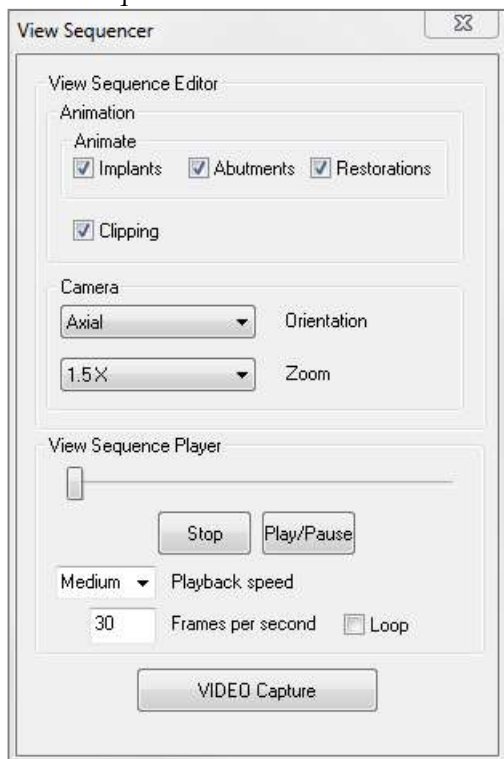 View Sequencer
View Sequence Editor
Animation
Animate
Implants Abutments Restorations
Clipping
Camera
Axial Orientation
1.5X Zoom
View Sequence Player
Stop Play/Pause
Medium Playback speed
30 Frames per second Loop
VIDEO Capture